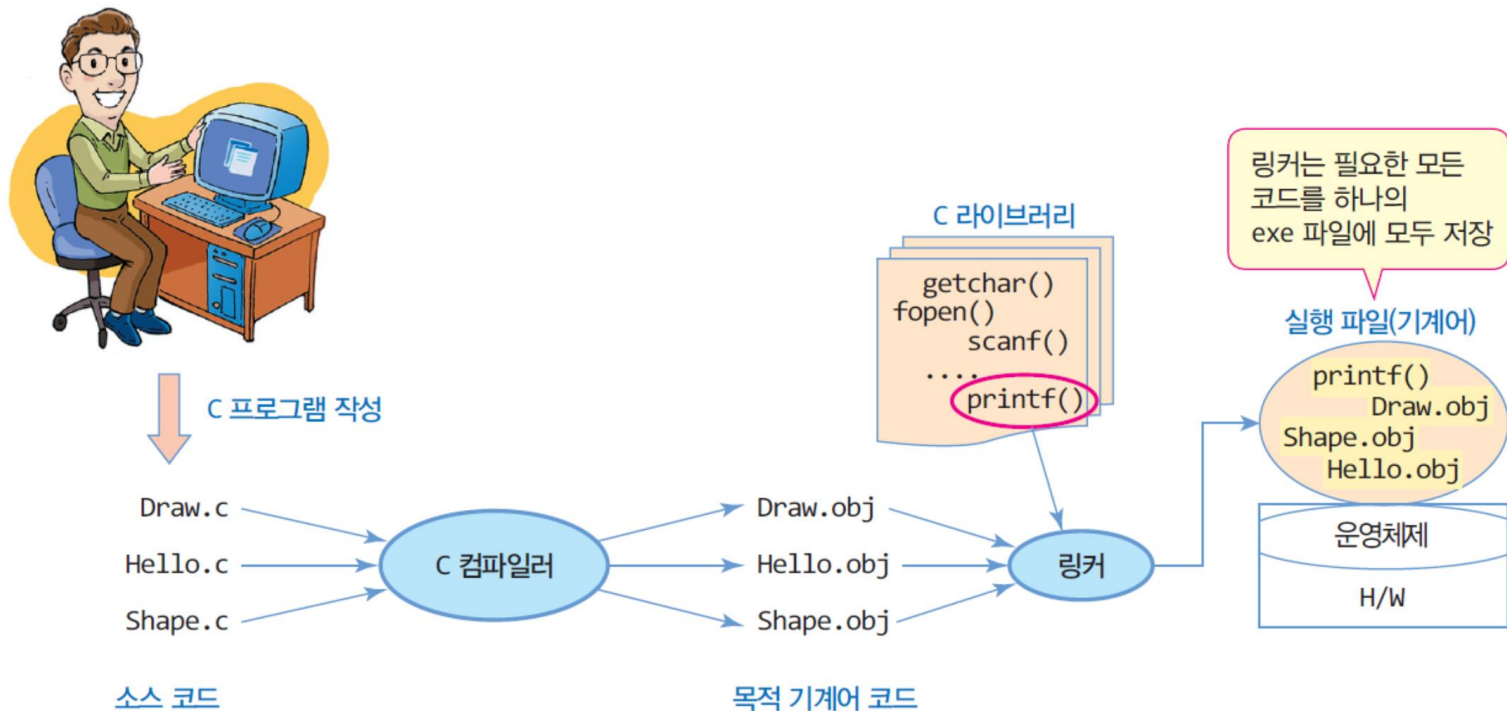 링커는 필요한 모든
코드를 하나의
exe 파일에 모두 저장
C 라이브러리
getchar()
fopen()
scanf()
....
printf()
실행 파일(기계어)
printf()
Draw.obj
Shape.obj
Hello.obj
운영체제
H/W
C 프로그램 작성
Draw.c
Hello.c
Shape.c
C 컴파일러
Draw.obj
Hello.obj
Shape.obj
링커
소스 코드
목적 기계어 코드